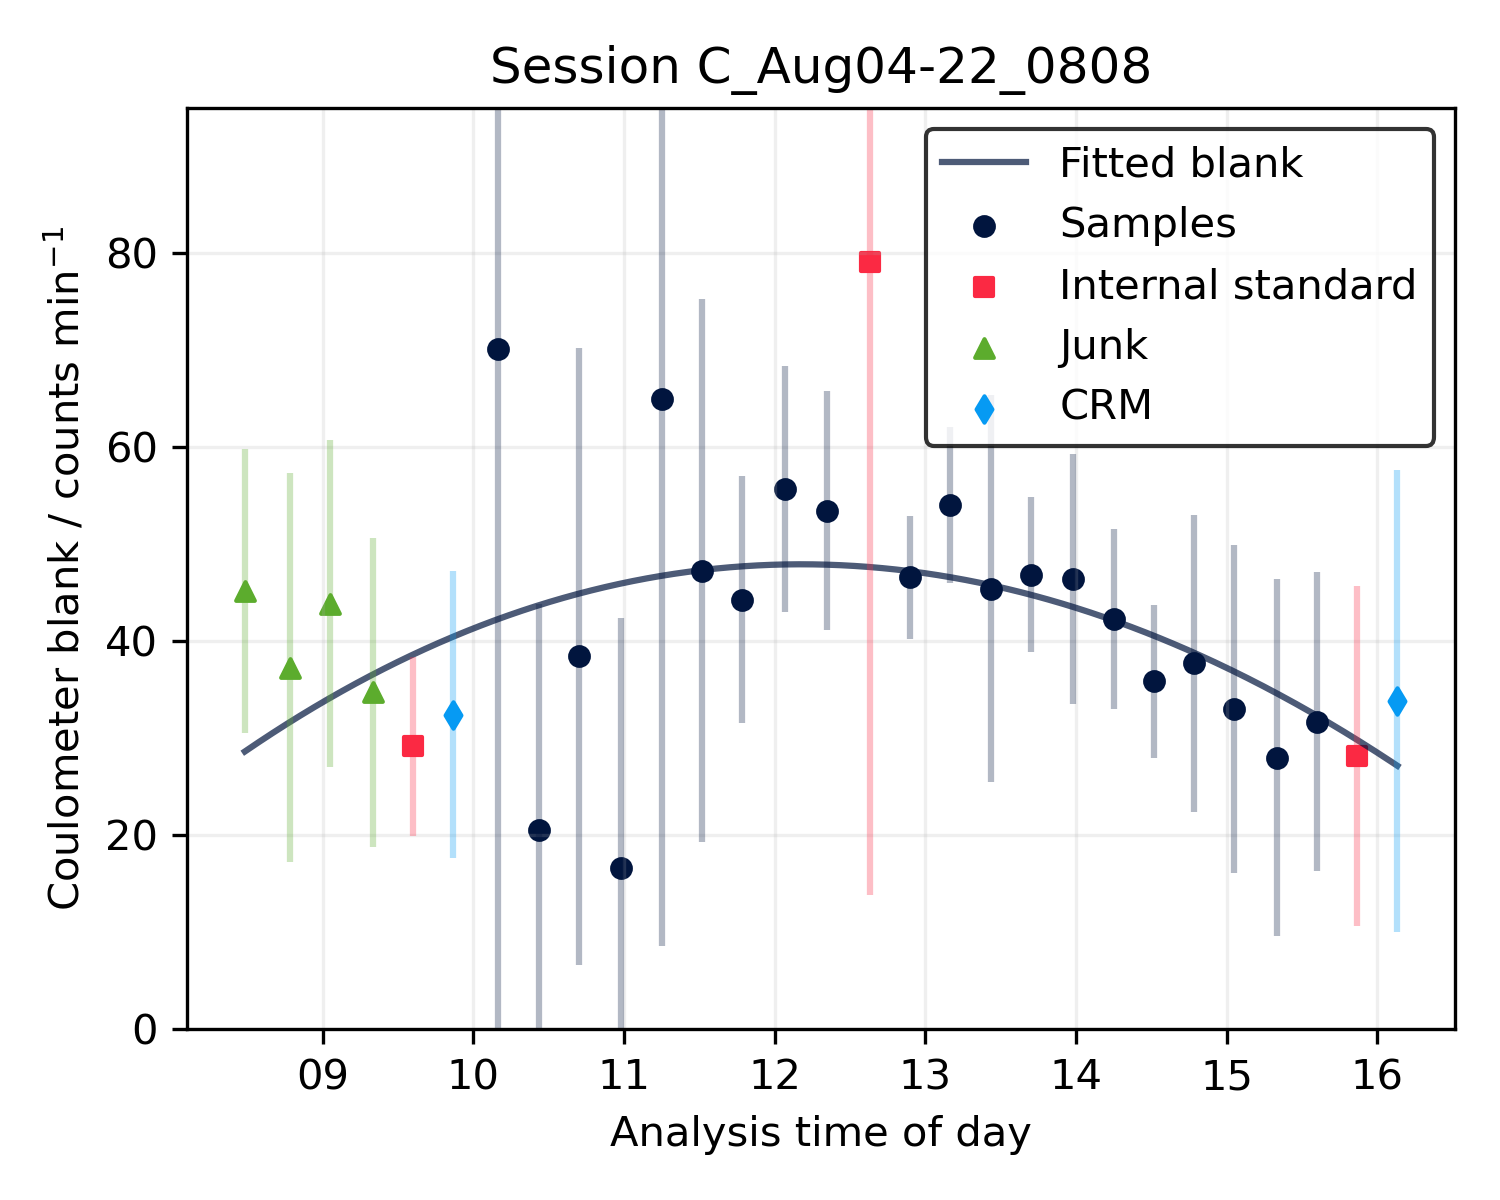 Session C_Aug04-22_0808
Coulometer blank / counts min⁻¹
80
60
40
20
0
Fitted blank
Samples
Internal standard
Junk
CRM
09 10 11 12 13 14 15 16
Analysis time of day